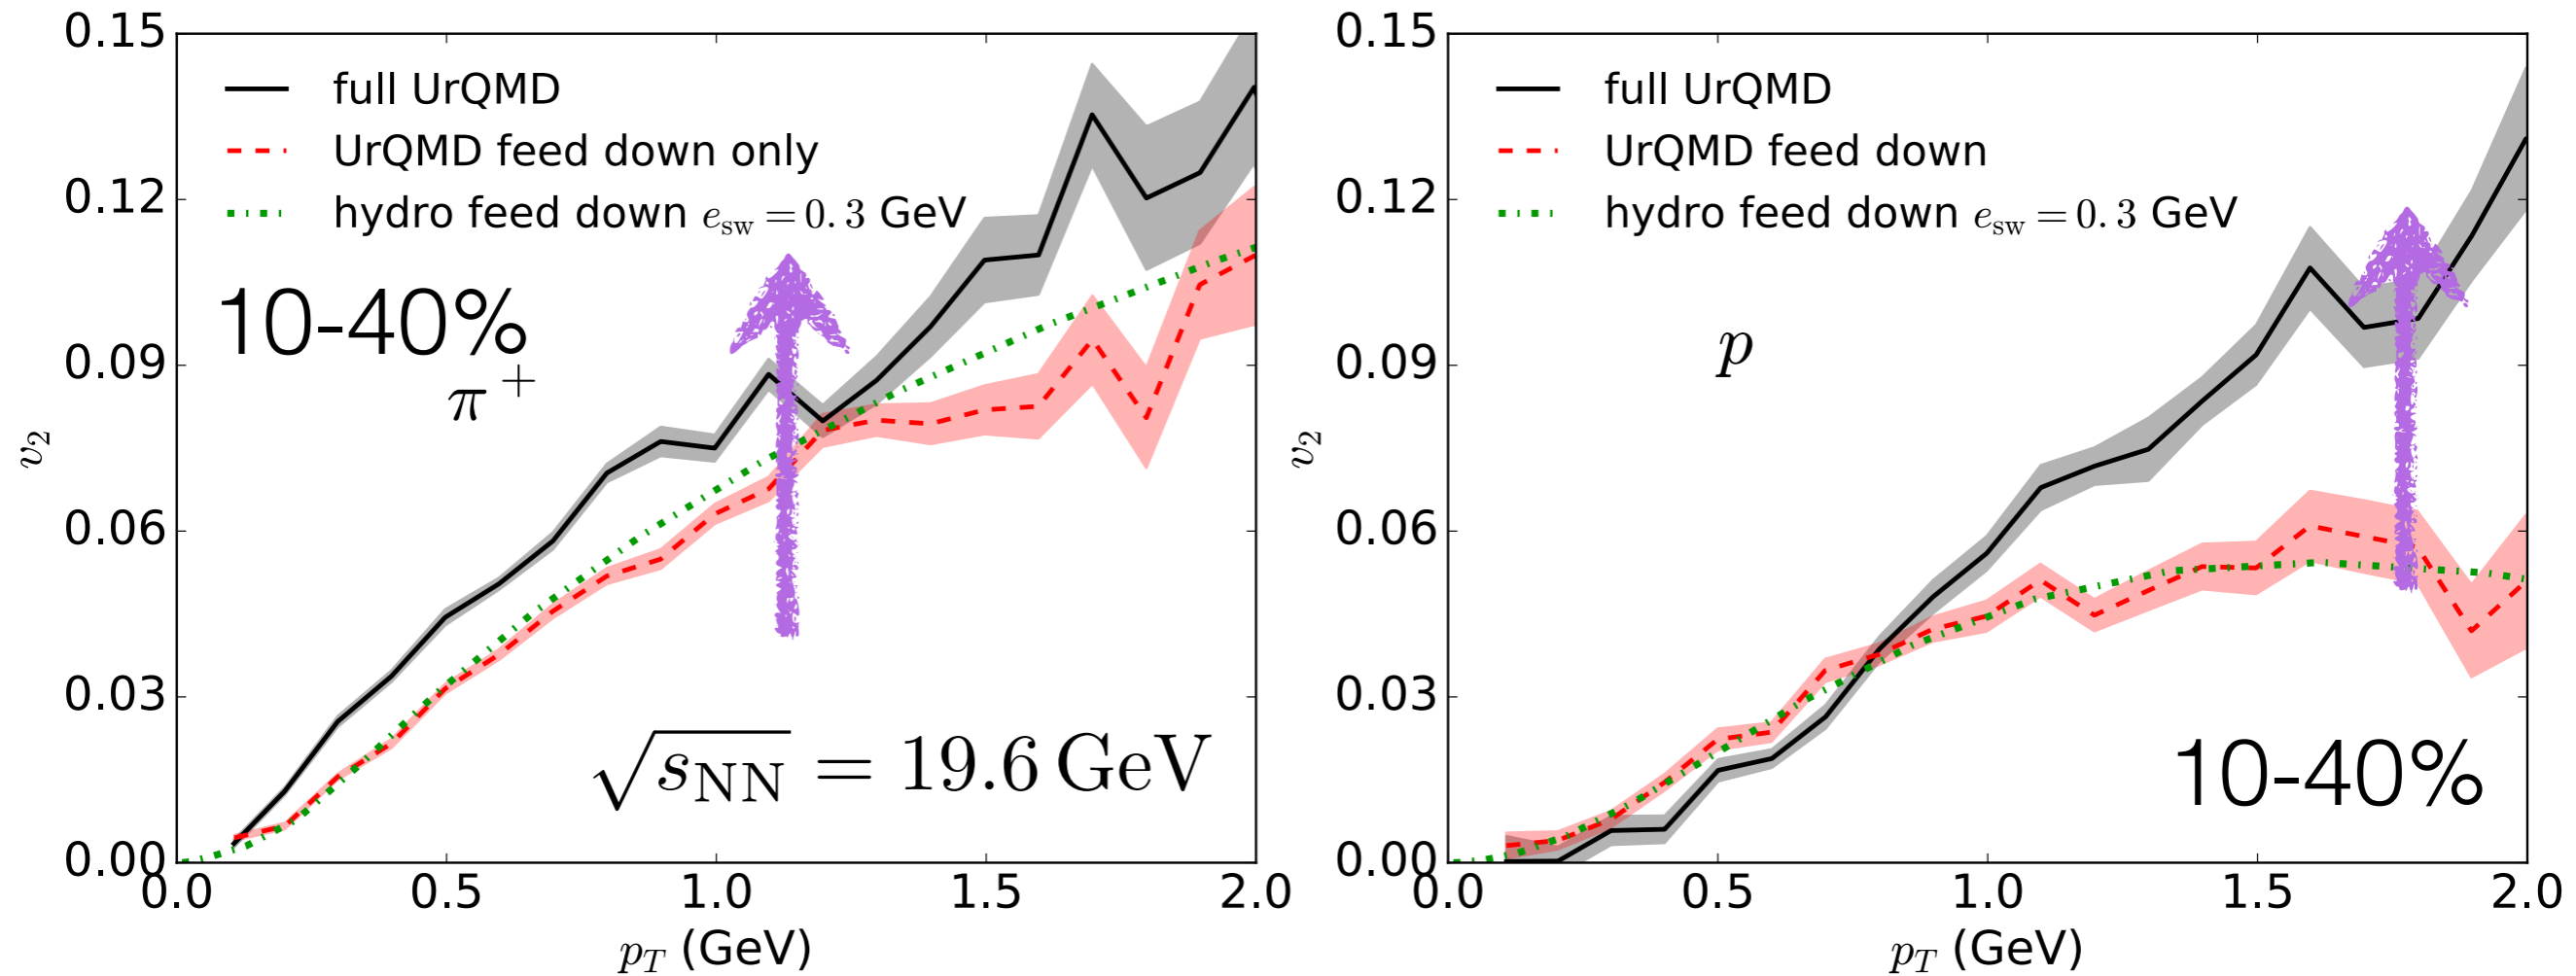 full UrQMD
UrQMD feed down only
hydro feed down e_sw = 0.3 GeV
10-40%
π⁺
√s_NN = 19.6 GeV
v₂
0.15
0.12
0.09
0.06
0.03
0.00
0.0 0.5 1.0 1.5 2.0
p_T (GeV)
full UrQMD
UrQMD feed down
hydro feed down e_sw = 0.3 GeV
p
10-40%
v₂
0.15
0.12
0.09
0.06
0.03
0.00
0.0 0.5 1.0 1.5 2.0
p_T (GeV)